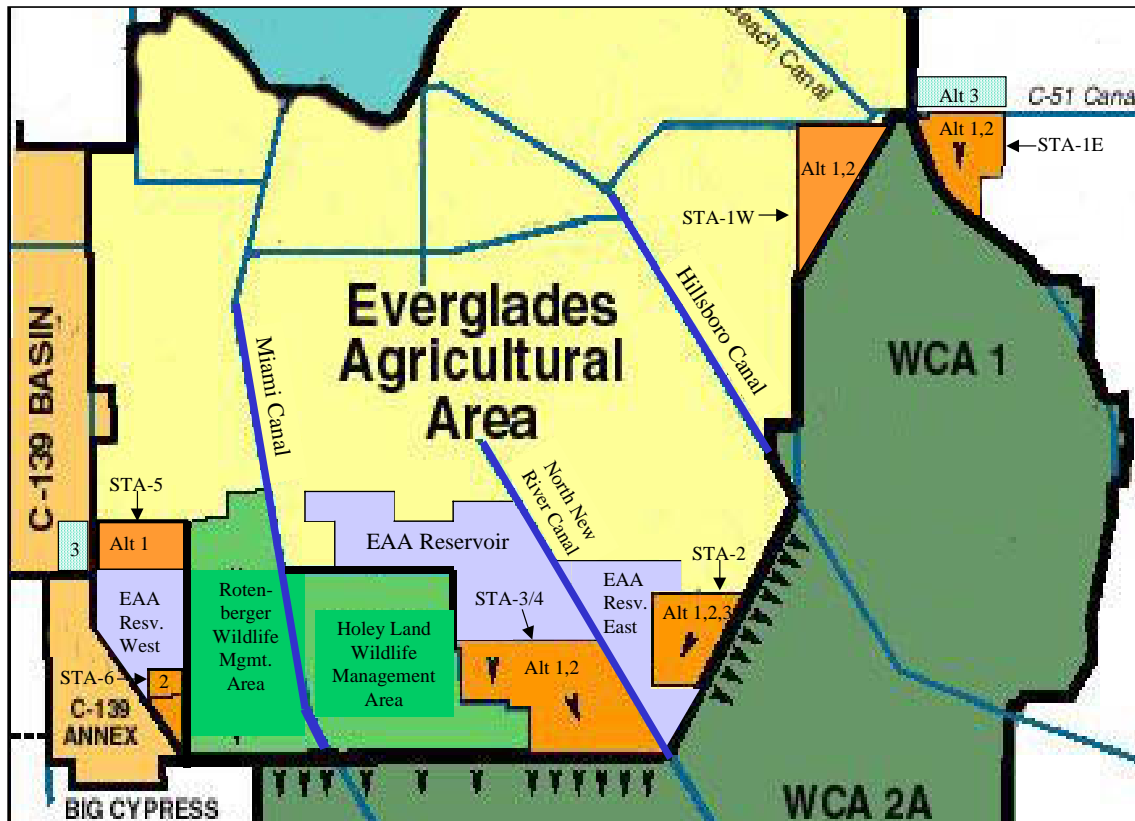 Beach Canal
Alt 3
C-51 Cana
Alt 1,2
STA-1E
Alt 1,2
STA-1W
Hillsboro Canal
Everglades
Agricultural
Area
WCA 1
Miami Canal
C-139 BASIN
North New
River Canal
STA-5
Alt 1
3
EAA Reservoir
STA-2
EAA
Resv.
West
Roten-
berger
Wildlife
Mgmt.
Area
Holey Land
Wildlife
Management
Area
STA-3/4
EAA
Resv.
East
Alt 1,2,3
Alt 1,2
STA-6
2
C-139
ANNEX
BIG CYPRESS
WCA 2A